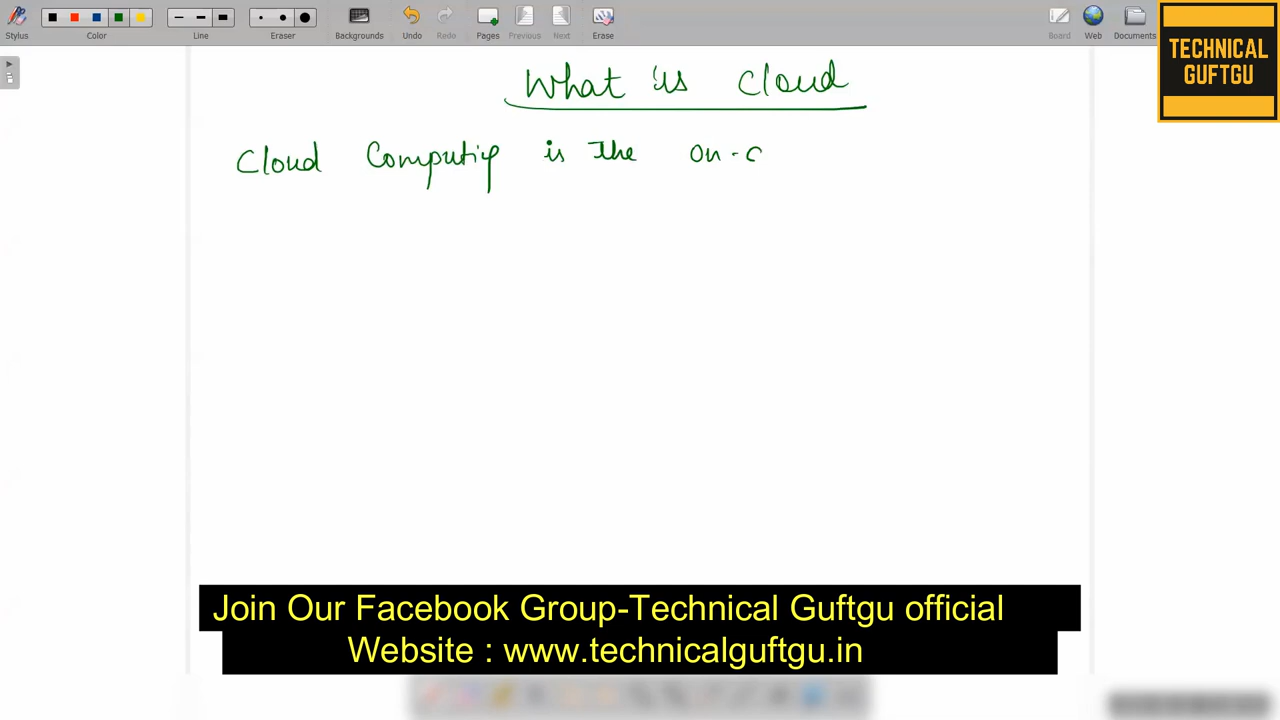 Stylus
Color
Line
Eraser
Backgrounds
Undo
Redo
Pages
Previous
Next
Erase
Board
Web
Documents
TECHNICAL
GUFTGU
What is Cloud
Cloud Computing is the on-c
Join Our Facebook Group-Technical Guftgu official
Website : www.technicalguftgu.in